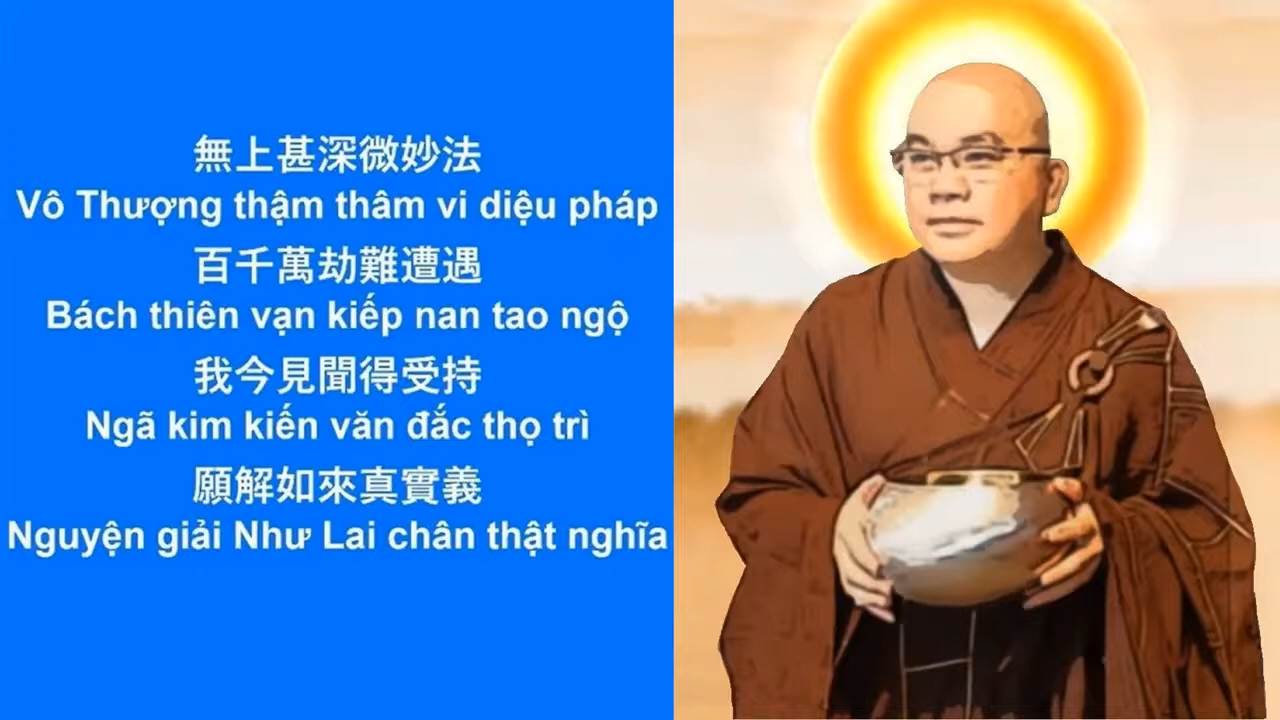 無上甚深微妙法
Vô Thượng thậm thâm vi diệu pháp
百千萬劫難遭遇
Bách thiên vạn kiếp nan tao ngộ
我今見聞得受持
Ngã kim kiến văn đắc thọ trì
願解如來真實義
Nguyện giải Như Lai chân thật nghĩa